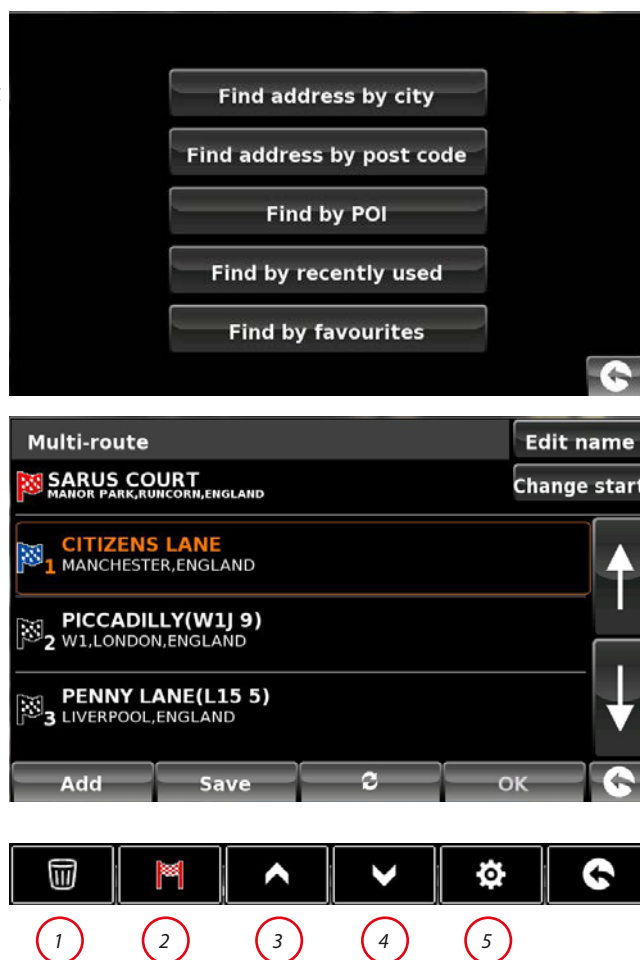 Find address by city
Find address by post code
Find by POI
Find by recently used
Find by favourites
Multi-route
Edit name
SARUS COURT
MANOR PARK,RUNCORN,ENGLAND
Change start
CITIZENS LANE
1 MANCHESTER,ENGLAND
PICCADILLY(W1J 9)
2 W1,LONDON,ENGLAND
PENNY LANE(L15 5)
3 LIVERPOOL,ENGLAND
Add Save OK
1 2 3 4 5